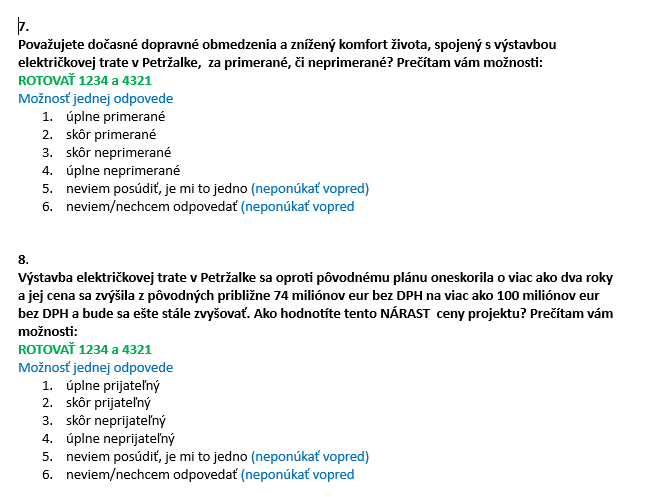 7.
Považujete dočasné dopravné obmedzenia a znížený komfort života, spojený s výstavbou
električkovej trate v Petržalke,  za primerané, či neprimerané? Prečítam vám možnosti:
ROTOVAŤ 1234 a 4321
Možnosť jednej odpovede
1. úplne primerané
2. skôr primerané
3. skôr neprimerané
4. úplne neprimerané
5. neviem posúdiť, je mi to jedno (neponúkať vopred)
6. neviem/nechcem odpovedať (neponúkať vopred
8.
Výstavba električkovej trate v Petržalke sa oproti pôvodnému plánu oneskorila o viac ako dva roky
a jej cena sa zvýšila z pôvodných približne 74 miliónov eur bez DPH na viac ako 100 miliónov eur
bez DPH a bude sa ešte stále zvyšovať. Ako hodnotíte tento NÁRAST  ceny projektu? Prečítam vám
možnosti:
ROTOVAŤ 1234 a 4321
Možnosť jednej odpovede
1. úplne prijateľný
2. skôr prijateľný
3. skôr neprijateľný
4. úplne neprijateľný
5. neviem posúdiť, je mi to jedno (neponúkať vopred)
6. neviem/nechcem odpovedať (neponúkať vopred